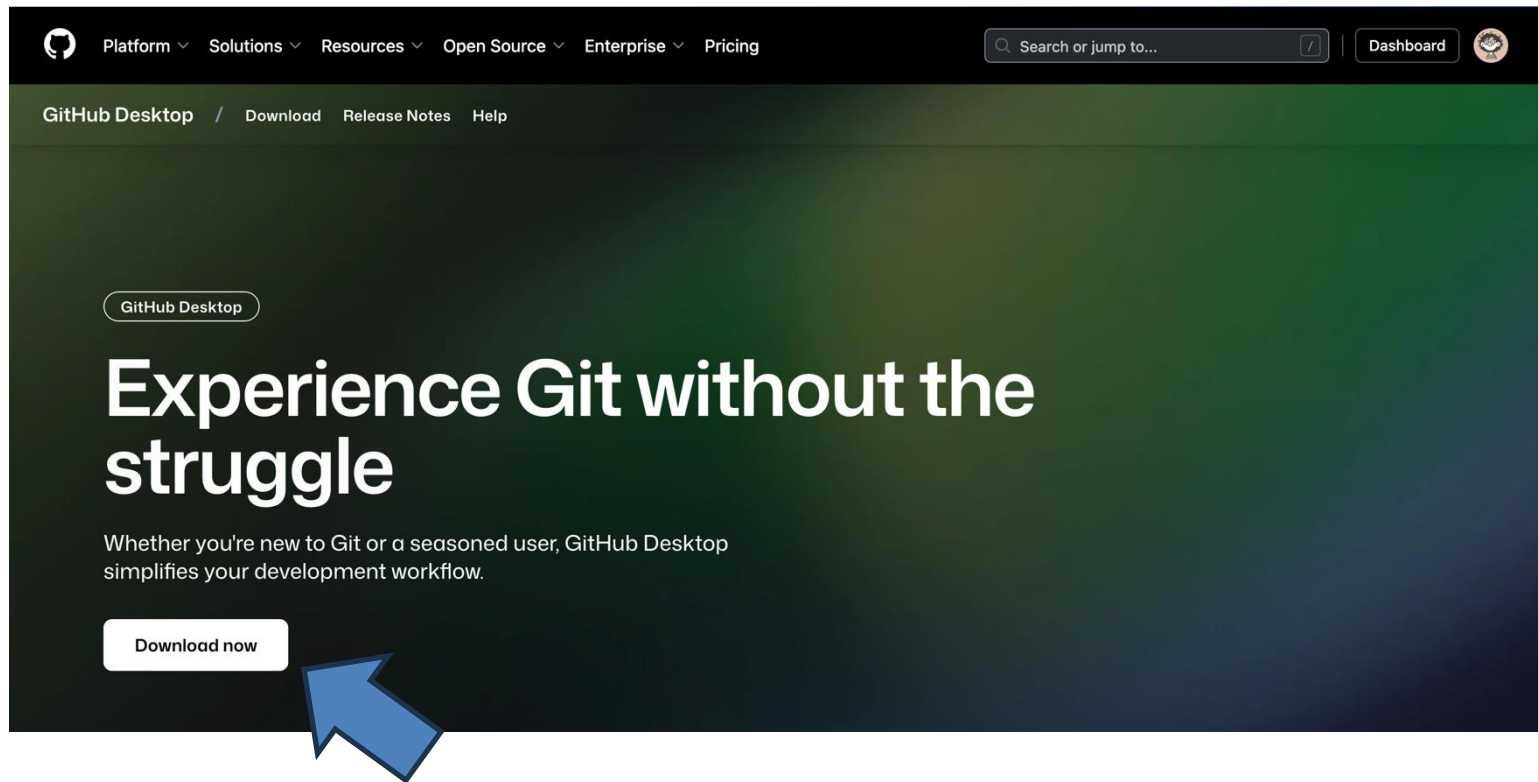 Platform Solutions Resources Open Source Enterprise Pricing Search or jump to... / Dashboard
GitHub Desktop / Download Release Notes Help
GitHub Desktop
Experience Git without the
struggle
Whether you're new to Git or a seasoned user, GitHub Desktop
simplifies your development workflow.
Download now